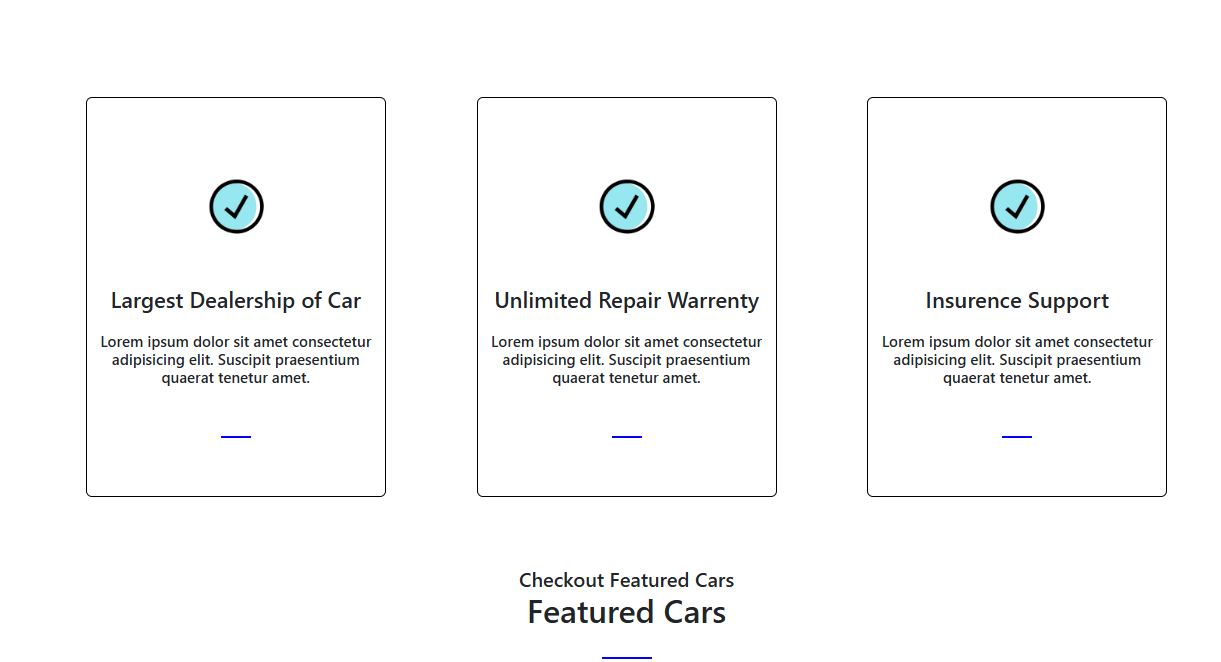 Largest Dealership of Car
Lorem ipsum dolor sit amet consectetur
adipisicing elit. Suscipit praesentium
quaerat tenetur amet.
Unlimited Repair Warrenty
Lorem ipsum dolor sit amet consectetur
adipisicing elit. Suscipit praesentium
quaerat tenetur amet.
Insurence Support
Lorem ipsum dolor sit amet consectetur
adipisicing elit. Suscipit praesentium
quaerat tenetur amet.
Checkout Featured Cars
Featured Cars